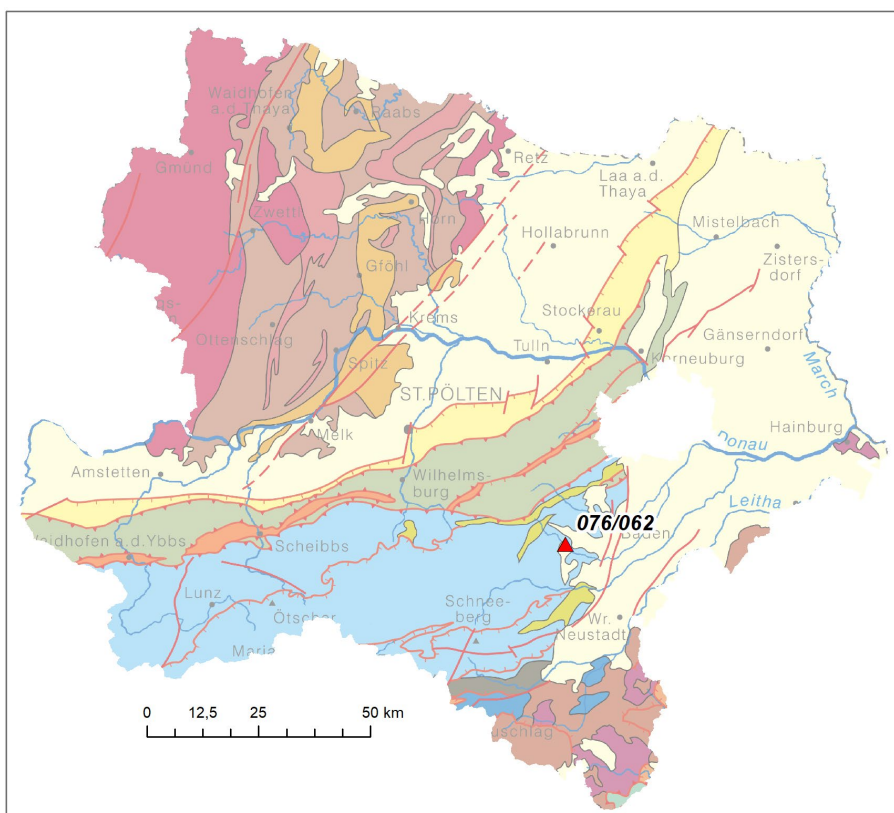 Waidhofen
a.d.Thaya
Raabs
Gmünd
Retz
Laa a.d.
Thaya
Zwettl
Horn
Mistelbach
Hollabrunn
Zisters-
dorf
Gföhl
Stockerau
Krems
Ottenschlag
Gänserndorf
Tulln
Korneuburg
Spitz
March
ST.PÖLTEN
Melk
Hainburg
Donau
Amstetten
Wilhelms-
burg
Leitha
076/062
Baden
Waidhofen a.d.Ybbs
Scheibbs
Lunz
Ötscher
Schnee-
berg
Wr.
Neustadt
Maria
0 12,5 25 50 km